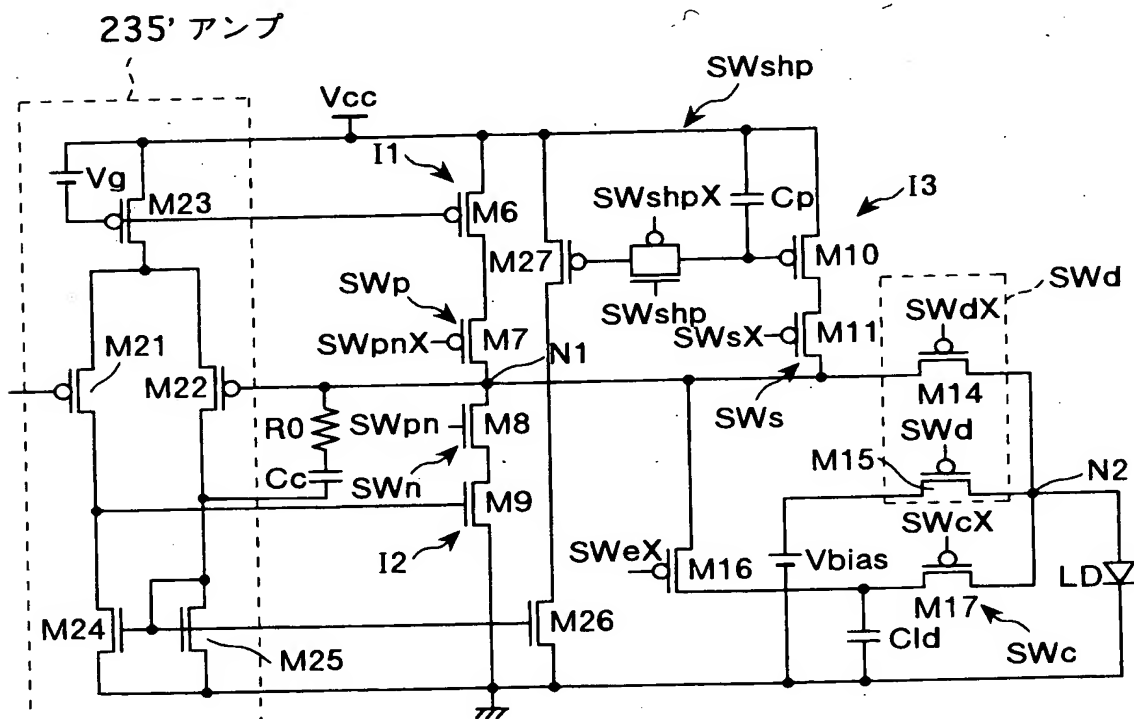 235' アンプ
SWshp
Vcc
I1
Vg
M23
M6
SWshpX
Cp
I3
M27
M10
SWp
SWshp
SWd
SWdX
M21
SWpnX
M7
N1
SWsX
M11
M22
M14
R0
SWpn
M8
SWs
SWd
Cc
SWn
M15
N2
M9
SWcX
I2
SWeX
M16
Vbias
LD
M24
M26
M17
M25
Cld
SWc